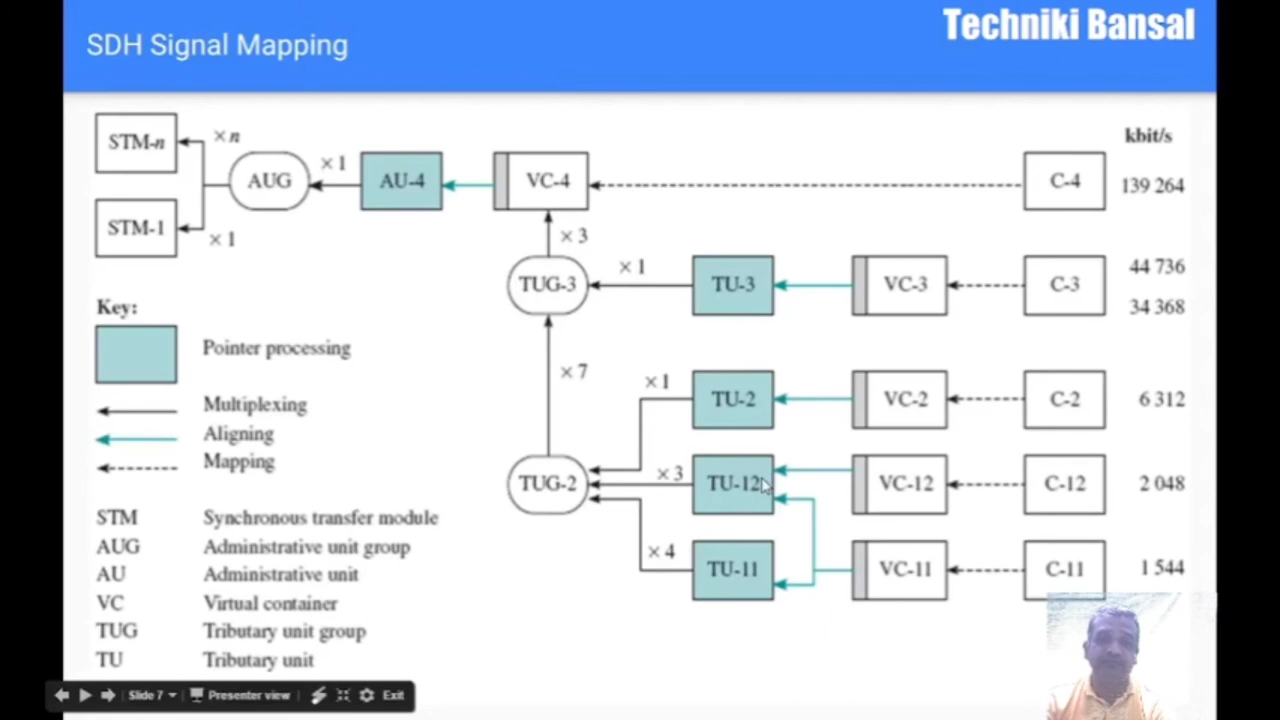 Techniki Bansal
SDH Signal Mapping
kbit/s
STM-n
× n
AUG
× 1
AU-4
VC-4
C-4
139 264
STM-1
× 1
× 3
TUG-3
× 1
TU-3
VC-3
C-3
44 736
34 368
Key:
Pointer processing
Multiplexing
Aligning
Mapping
× 7
× 1
TU-2
VC-2
C-2
6 312
TUG-2
× 3
TU-12
VC-12
C-12
2 048
× 4
TU-11
VC-11
C-11
1 544
STM Synchronous transfer module
AUG Administrative unit group
AU Administrative unit
VC Virtual container
TUG Tributary unit group
TU Tributary unit
Slide 7 Presenter view Exit